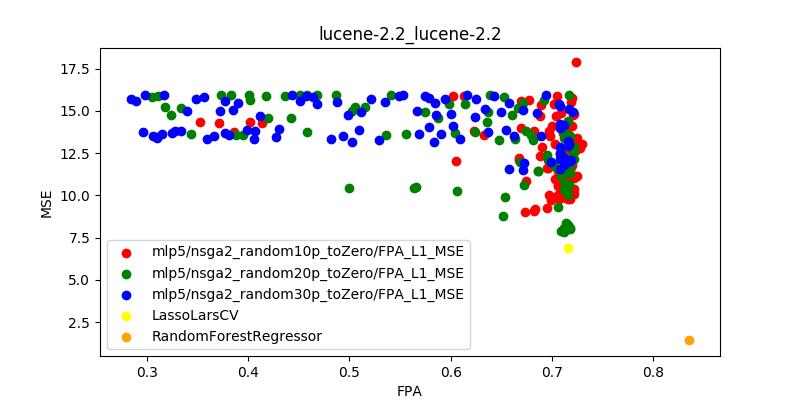 lucene-2.2_lucene-2.2
17.5
15.0
12.5
10.0
7.5
5.0
2.5
MSE
mlp5/nsga2_random10p_toZero/FPA_L1_MSE
mlp5/nsga2_random20p_toZero/FPA_L1_MSE
mlp5/nsga2_random30p_toZero/FPA_L1_MSE
LassoLarsCV
RandomForestRegressor
0.3 0.4 0.5 0.6 0.7 0.8
FPA